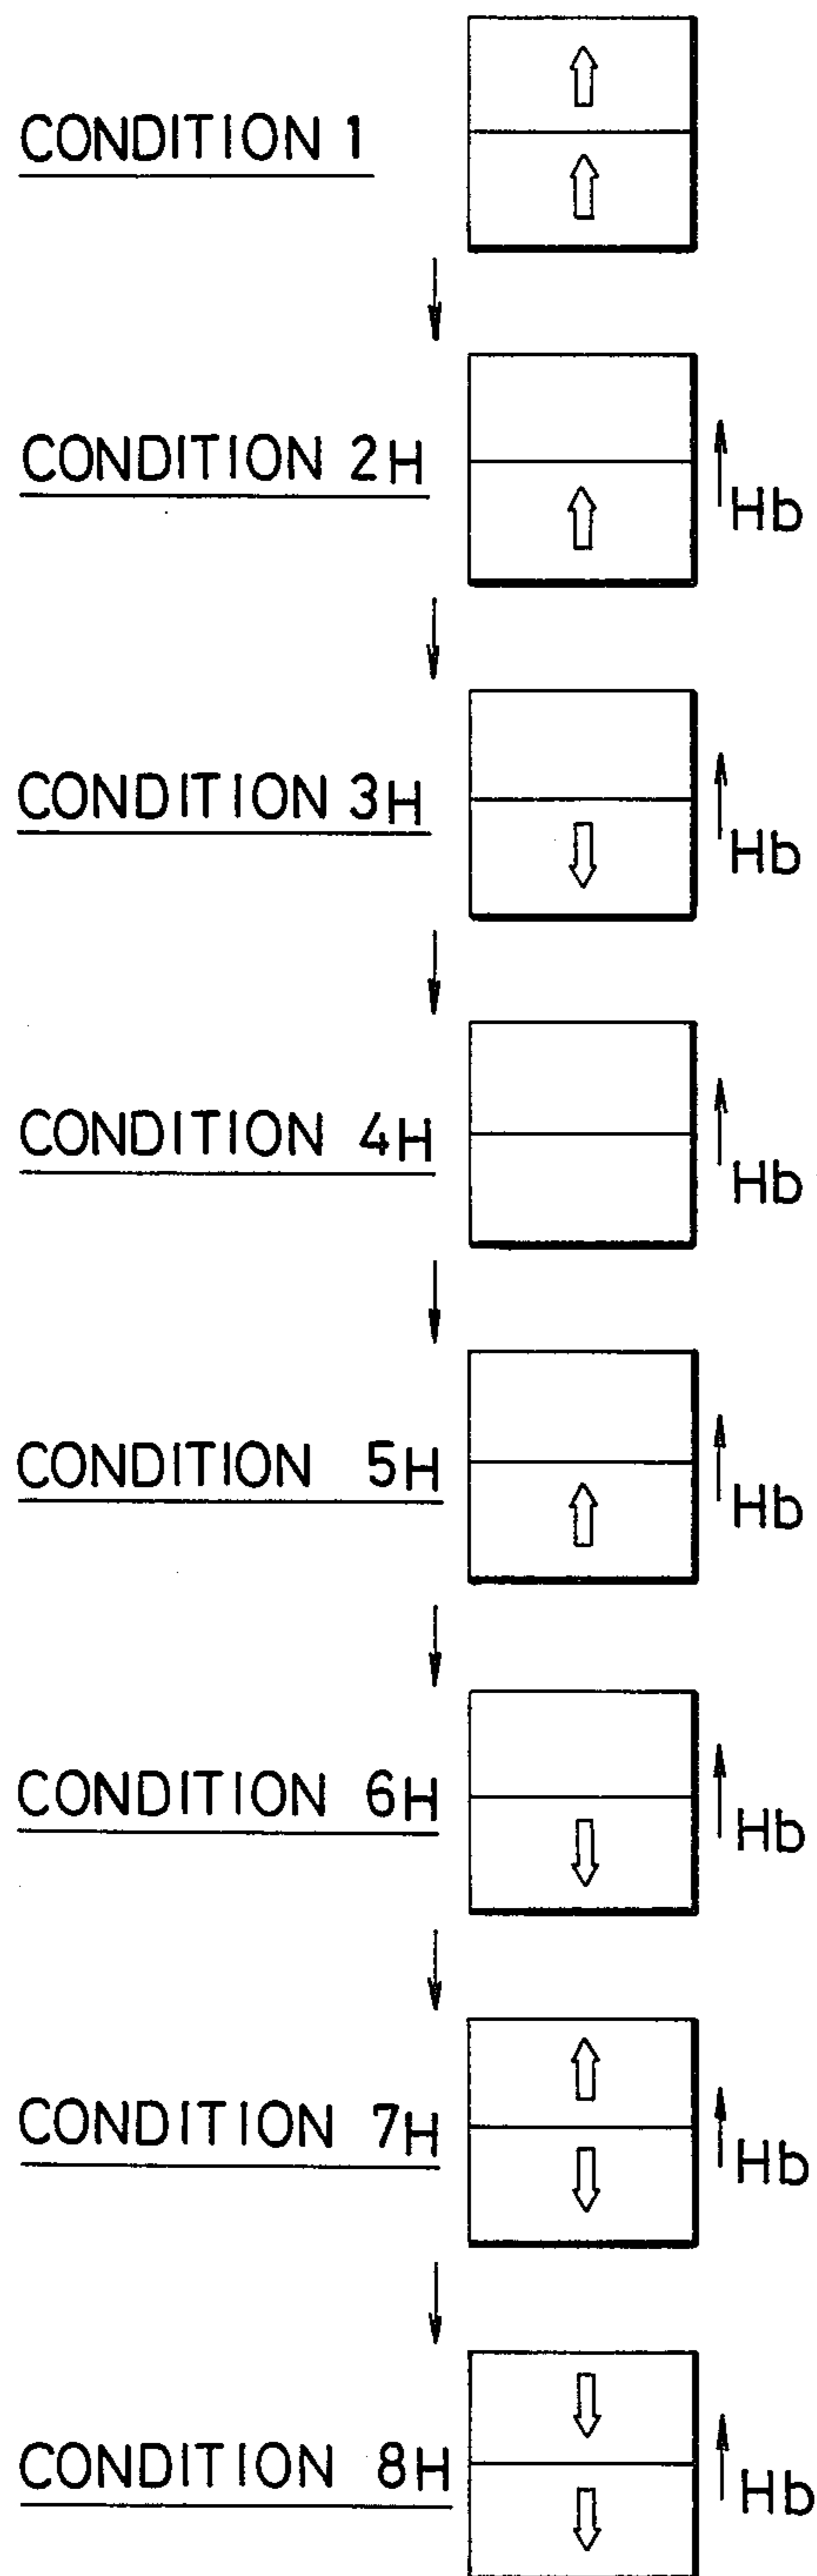 CONDITION 1
CONDITION 2H
Hb
CONDITION 3H
Hb
CONDITION 4H
Hb
CONDITION 5H
Hb
CONDITION 6H
Hb
CONDITION 7H
Hb
CONDITION 8H
Hb